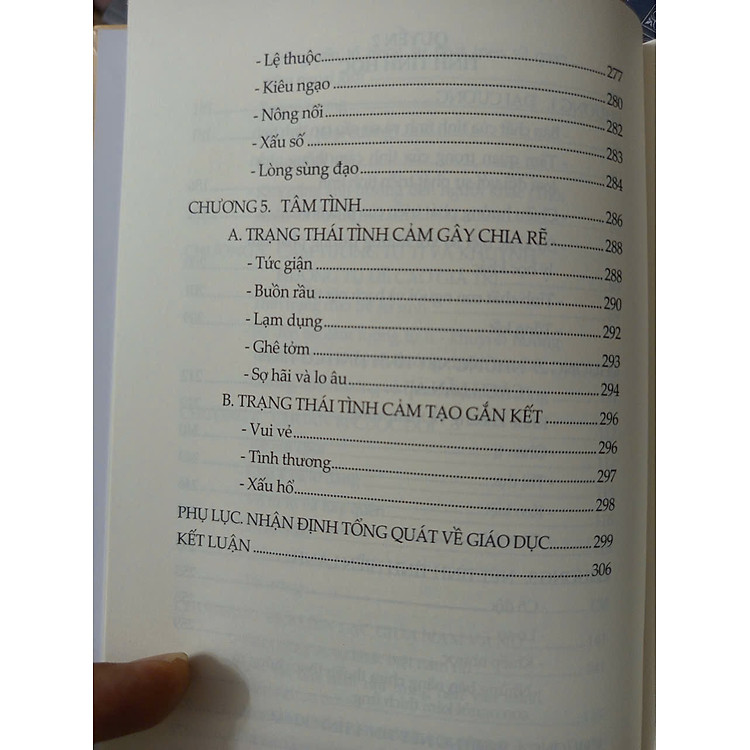 - Lệ thuộc 277
- Kiêu ngạo 280
- Nông nổi 282
- Xấu số 283
- Lòng sùng đạo 284
CHƯƠNG 5. TÂM TÌNH 286
A. TRẠNG THÁI TÌNH CẢM GÂY CHIA RẼ 288
- Tức giận 288
- Buồn rầu 290
- Lạm dụng 292
- Ghê tởm 293
- Sợ hãi và lo âu 294
B. TRẠNG THÁI TÌNH CẢM TẠO GẮN KẾT 296
- Vui vẻ 296
- Tình thương 297
- Xấu hổ 298
PHỤ LỤC. NHẬN ĐỊNH TỔNG QUÁT VỀ GIÁO DỤC 299
KẾT LUẬN 306